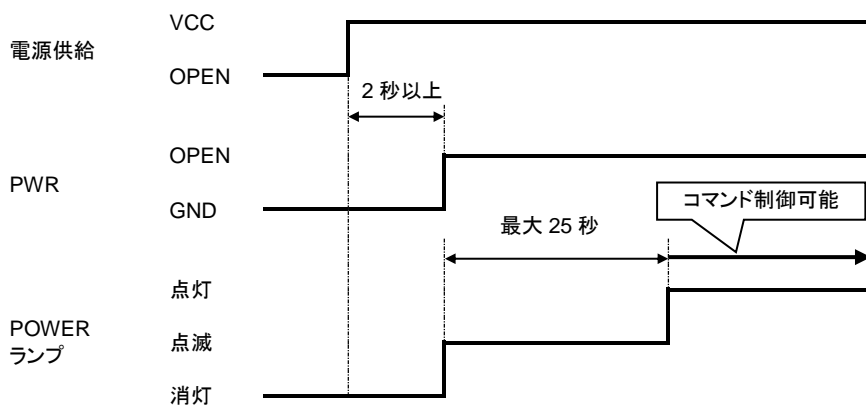 VCC
電源供給
OPEN
2 秒以上
OPEN
PWR
GND
コマンド制御可能
最大 25 秒
点灯
POWER
ランプ
点滅
消灯